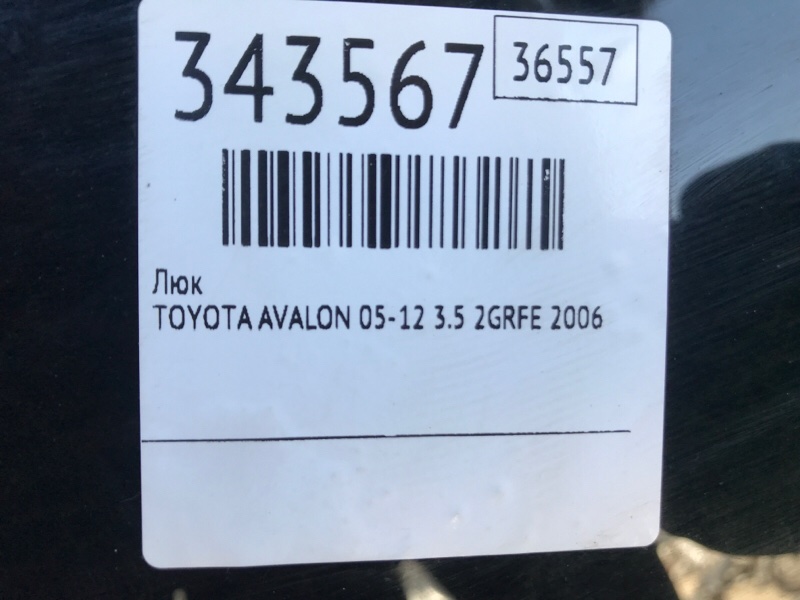 343567
36557
Люк
TOYOTA AVALON 05-12 3.5 2GRFE 2006